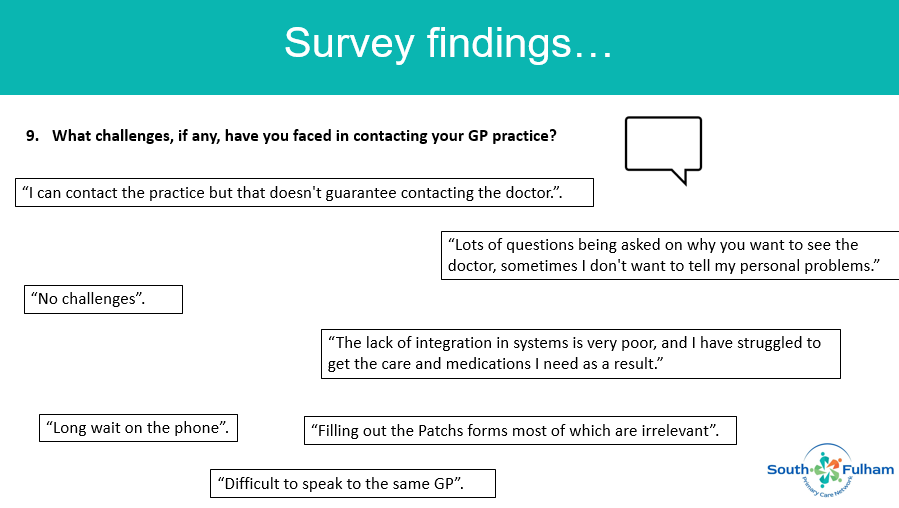 Survey findings…
9. What challenges, if any, have you faced in contacting your GP practice?
“I can contact the practice but that doesn't guarantee contacting the doctor.”.
“Lots of questions being asked on why you want to see the
doctor, sometimes I don't want to tell my personal problems.”
“No challenges”.
“The lack of integration in systems is very poor, and I have struggled to
get the care and medications I need as a result.”
“Long wait on the phone”.
“Filling out the Patchs forms most of which are irrelevant”.
“Difficult to speak to the same GP”.
South Fulham
Primary Care Network